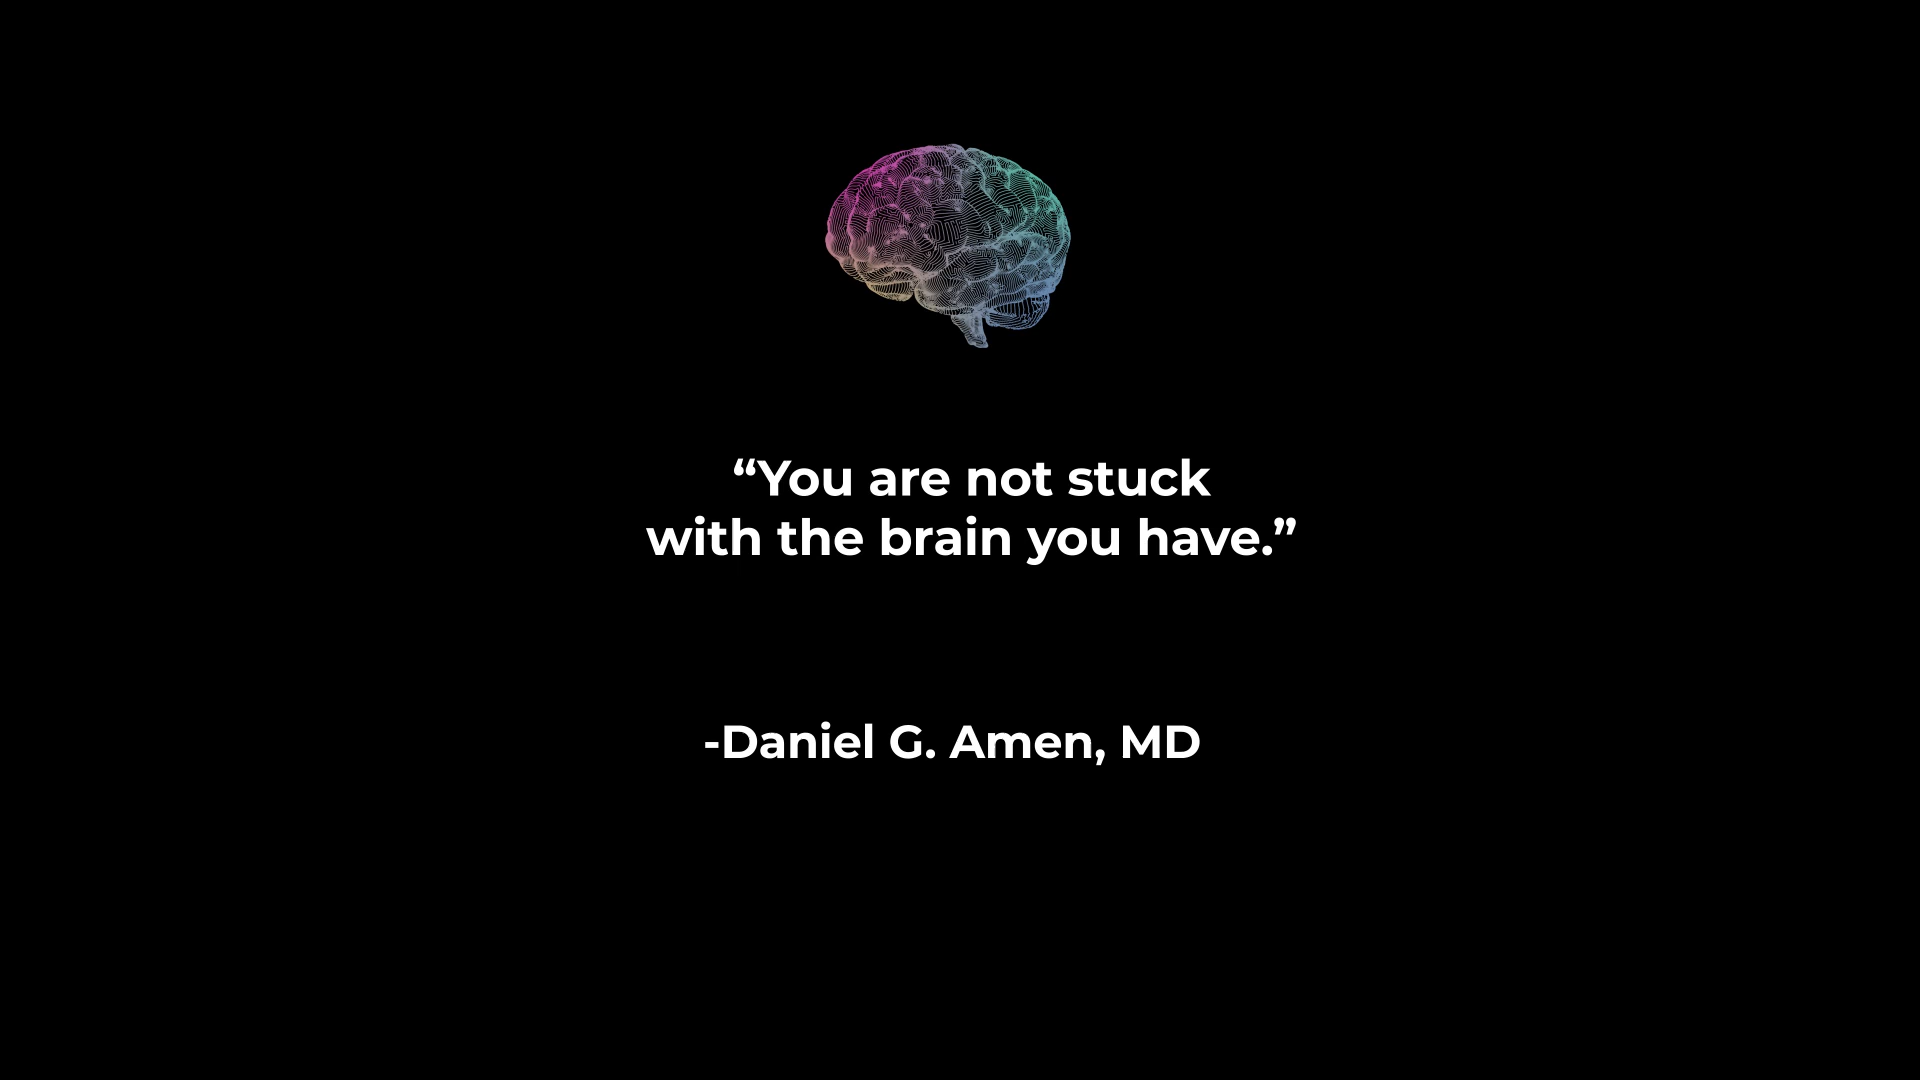 “You are not stuck
with the brain you have.”
-Daniel G. Amen, MD